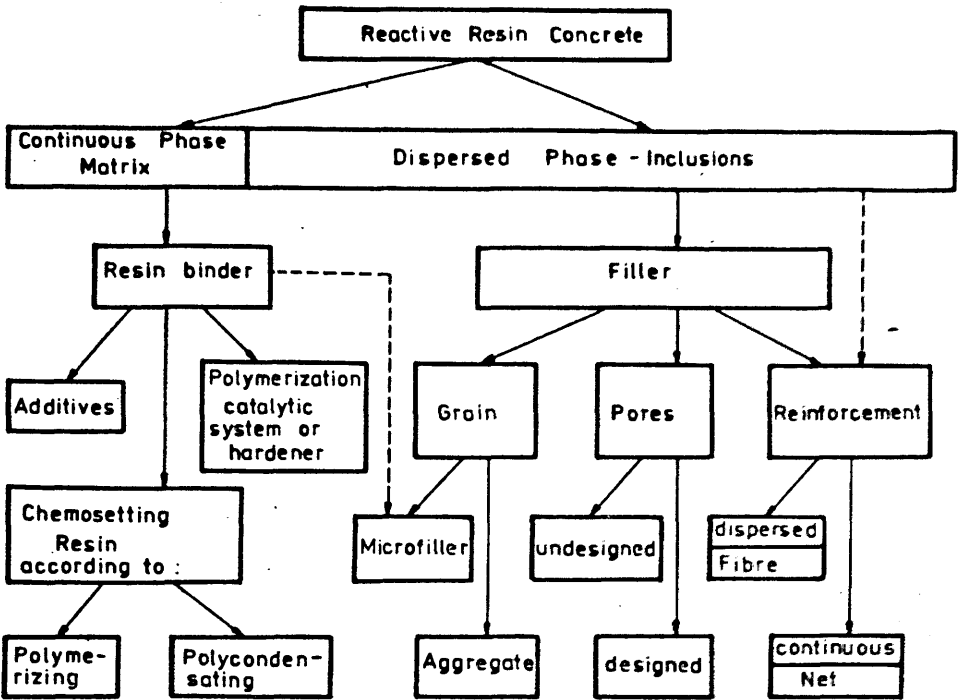 Reactive Resin Concrete
Continuous Phase
Matrix
Dispersed Phase - Inclusions
Resin binder
Filler
Additives
Polymerization
catalytic
system or
hardener
Grain
Pores
Reinforcement
Chemosetting
Resin
according to :
Microfiller
undesigned
dispersed
Fibre
Polyme-
rizing
Polyconden-
sating
Aggregate
designed
continuous
Net